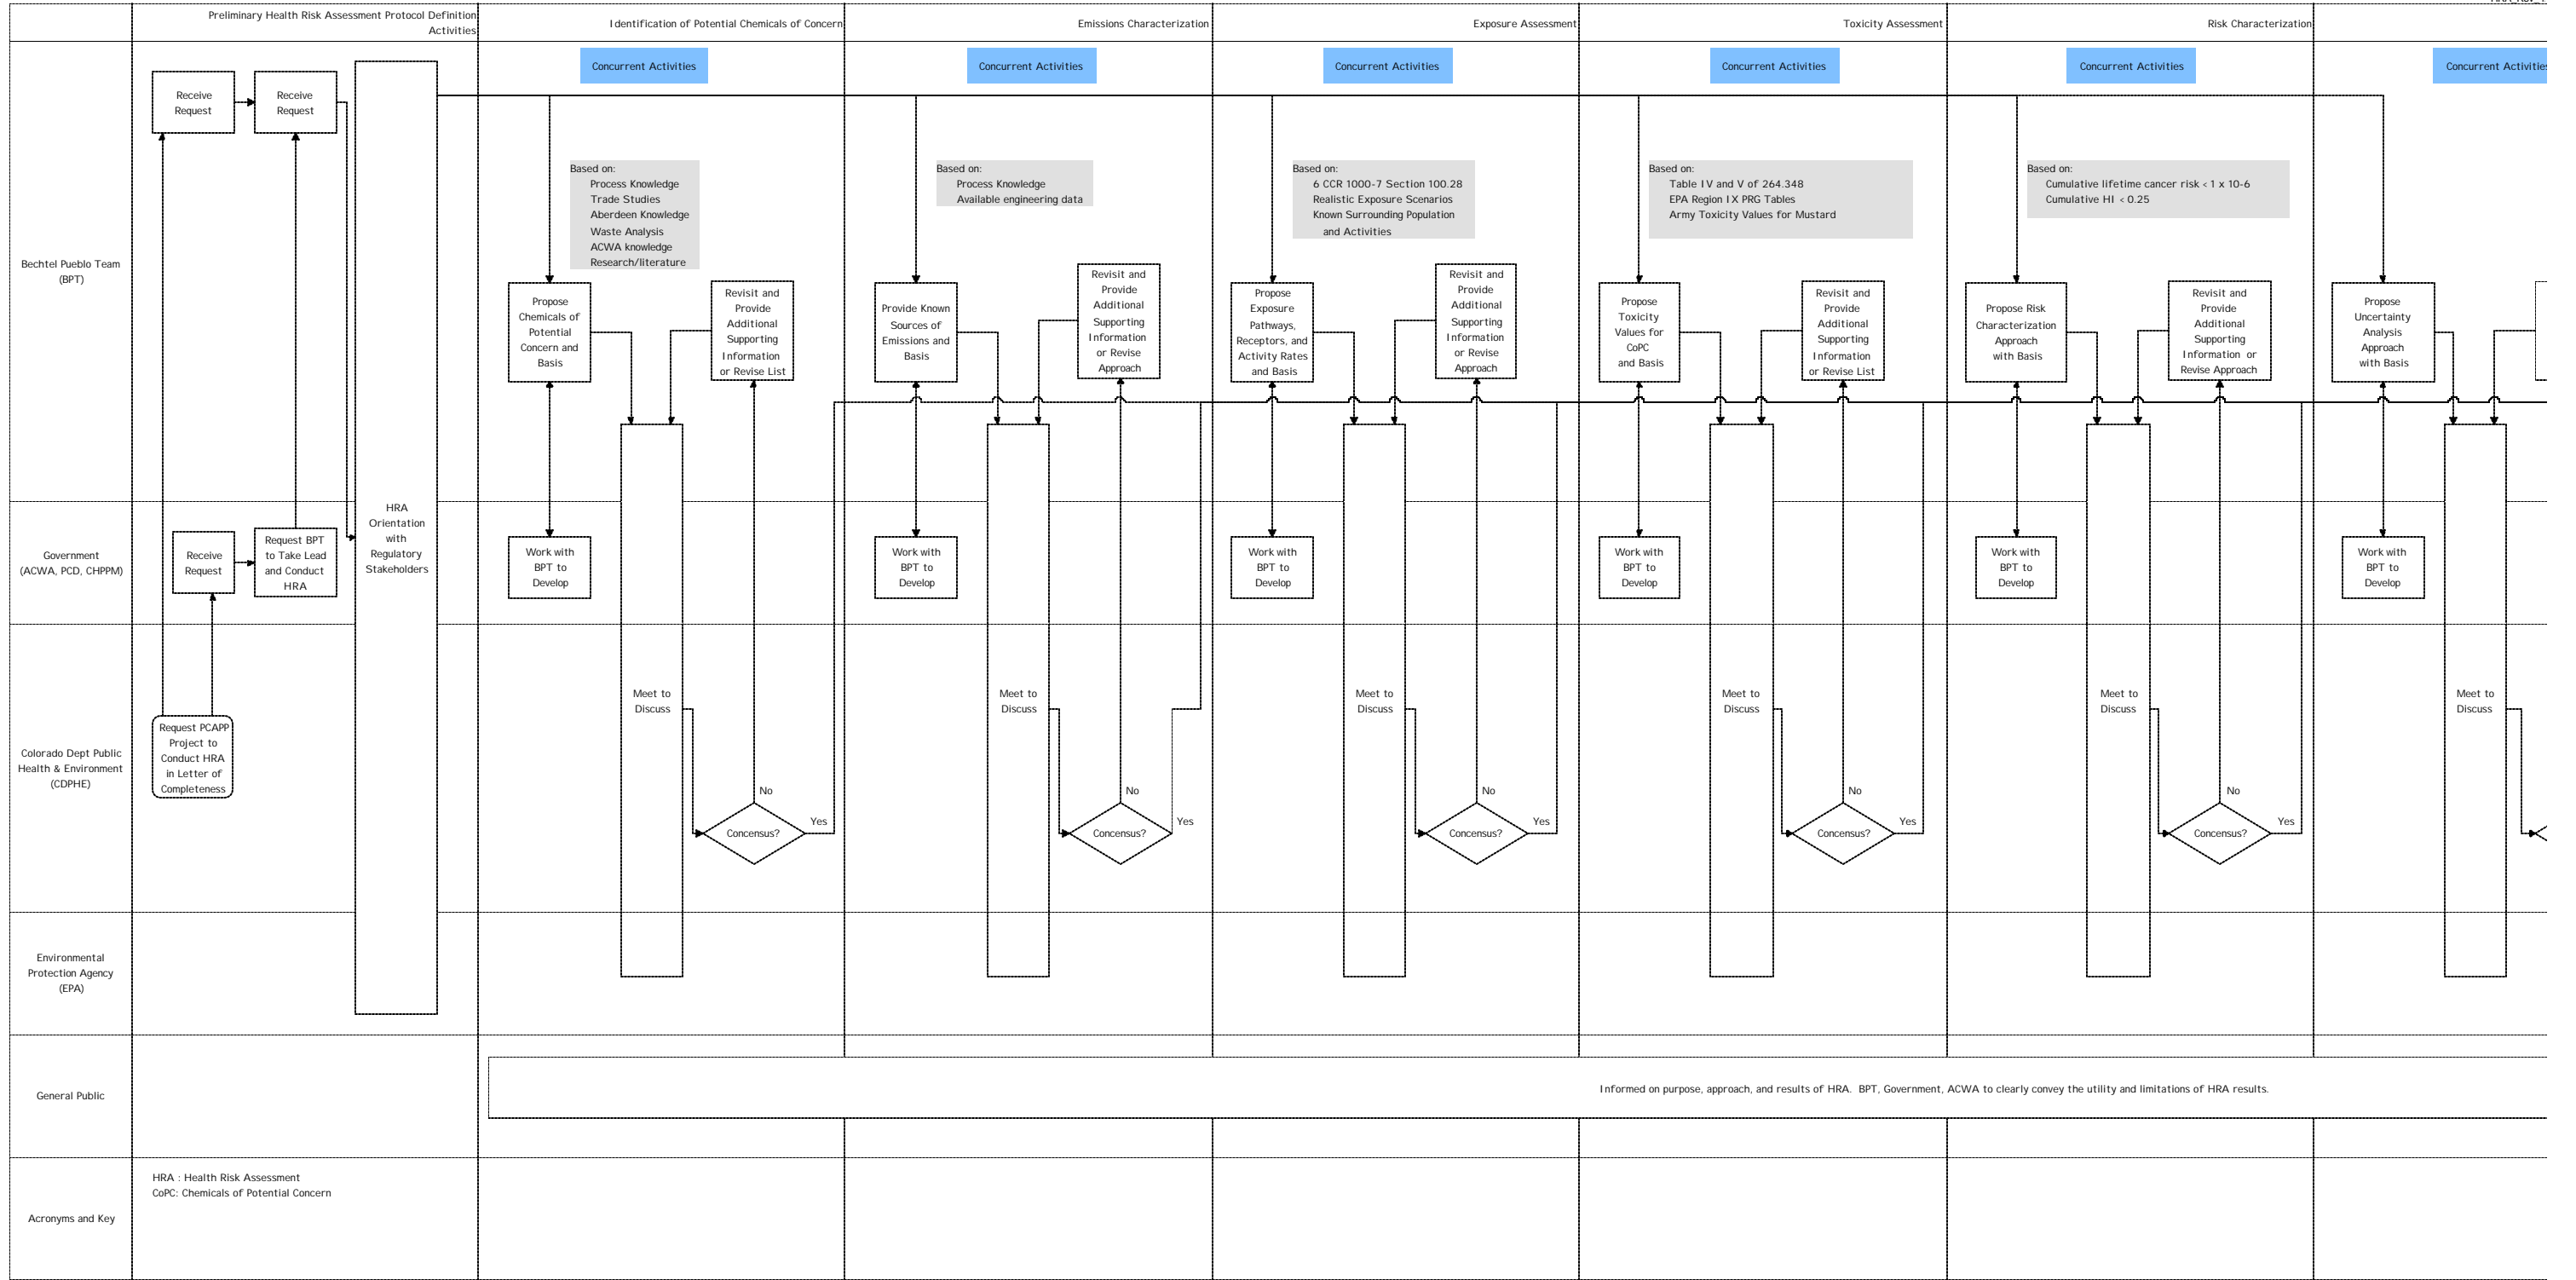 Preliminary Health Risk Assessment Protocol Definition
Activities
Identification of Potential Chemicals of Concern
Emissions Characterization
Exposure Assessment
Toxicity Assessment
Risk Characterization
Concurrent Activities
Concurrent Activities
Concurrent Activities
Concurrent Activities
Concurrent Activities
Concurrent Activities
Bechtel Pueblo Team
(BPT)
Receive
Request
Receive
Request
Based on:
Process Knowledge
Trade Studies
Aberdeen Knowledge
Waste Analysis
ACWA knowledge
Research/literature
Based on:
Process Knowledge
Available engineering data
Based on:
6 CCR 1000-7 Section 100.28
Realistic Exposure Scenarios
Known Surrounding Population
and Activities
Based on:
Table IV and V of 264.348
EPA Region IX PRG Tables
Army Toxicity Values for Mustard
Based on:
Cumulative lifetime cancer risk < 1 x 10-6
Cumulative HI < 0.25
Propose
Chemicals of
Potential
Concern and
Basis
Revisit and
Provide
Additional
Supporting
Information
or Revise List
Provide Known
Sources of
Emissions and
Basis
Revisit and
Provide
Additional
Supporting
Information
or Revise
Approach
Propose
Exposure
Pathways,
Receptors, and
Activity Rates
and Basis
Revisit and
Provide
Additional
Supporting
Information
or Revise
Approach
Propose
Toxicity
Values for
CoPC
and Basis
Revisit and
Provide
Additional
Supporting
Information
or Revise List
Propose Risk
Characterization
Approach
with Basis
Revisit and
Provide
Additional
Supporting
Information or
Revise Approach
Propose
Uncertainty
Analysis
Approach
with Basis
Government
(ACWA, PCD, CHPPM)
Receive
Request
Request BPT
to Take Lead
and Conduct
HRA
HRA
Orientation
with
Regulatory
Stakeholders
Work with
BPT to
Develop
Work with
BPT to
Develop
Work with
BPT to
Develop
Work with
BPT to
Develop
Work with
BPT to
Develop
Work with
BPT to
Develop
Colorado Dept Public
Health & Environment
(CDPHE)
Request PCAPP
Project to
Conduct HRA
in Letter of
Completeness
Meet to
Discuss
No
Yes
Concensus?
Meet to
Discuss
No
Yes
Concensus?
Meet to
Discuss
No
Yes
Concensus?
Meet to
Discuss
No
Yes
Concensus?
Meet to
Discuss
No
Yes
Concensus?
Meet to
Discuss
Environmental
Protection Agency
(EPA)
General Public
Informed on purpose, approach, and results of HRA. BPT, Government, ACWA to clearly convey the utility and limitations of HRA results.
Acronyms and Key
HRA : Health Risk Assessment
CoPC: Chemicals of Potential Concern